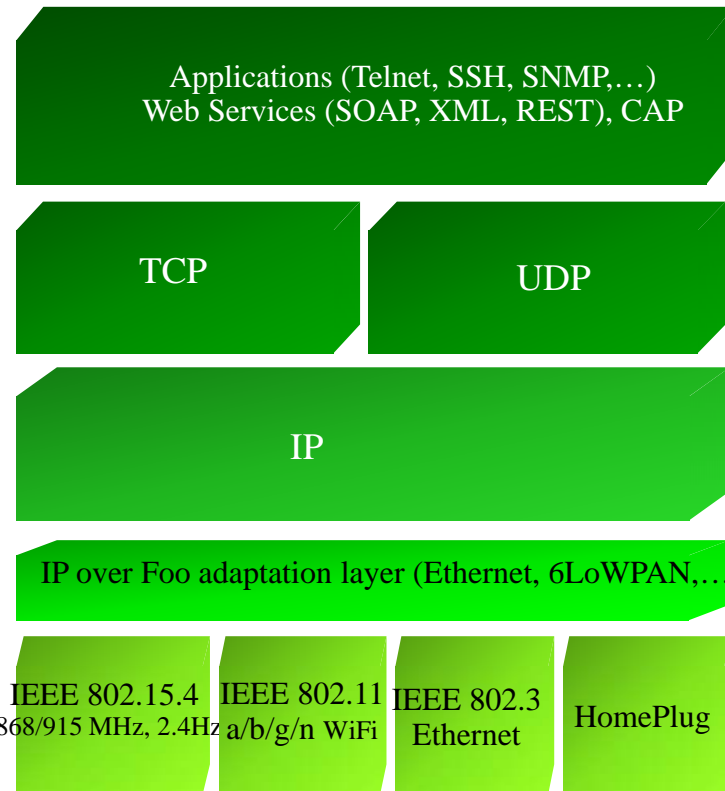 Applications (Telnet, SSH, SNMP,…)
Web Services (SOAP, XML, REST), CAP
TCP
UDP
IP
IP over Foo adaptation layer (Ethernet, 6LoWPAN,…
IEEE 802.15.4
868/915 MHz, 2.4Hz
IEEE 802.11
a/b/g/n WiFi
IEEE 802.3
Ethernet
HomePlug